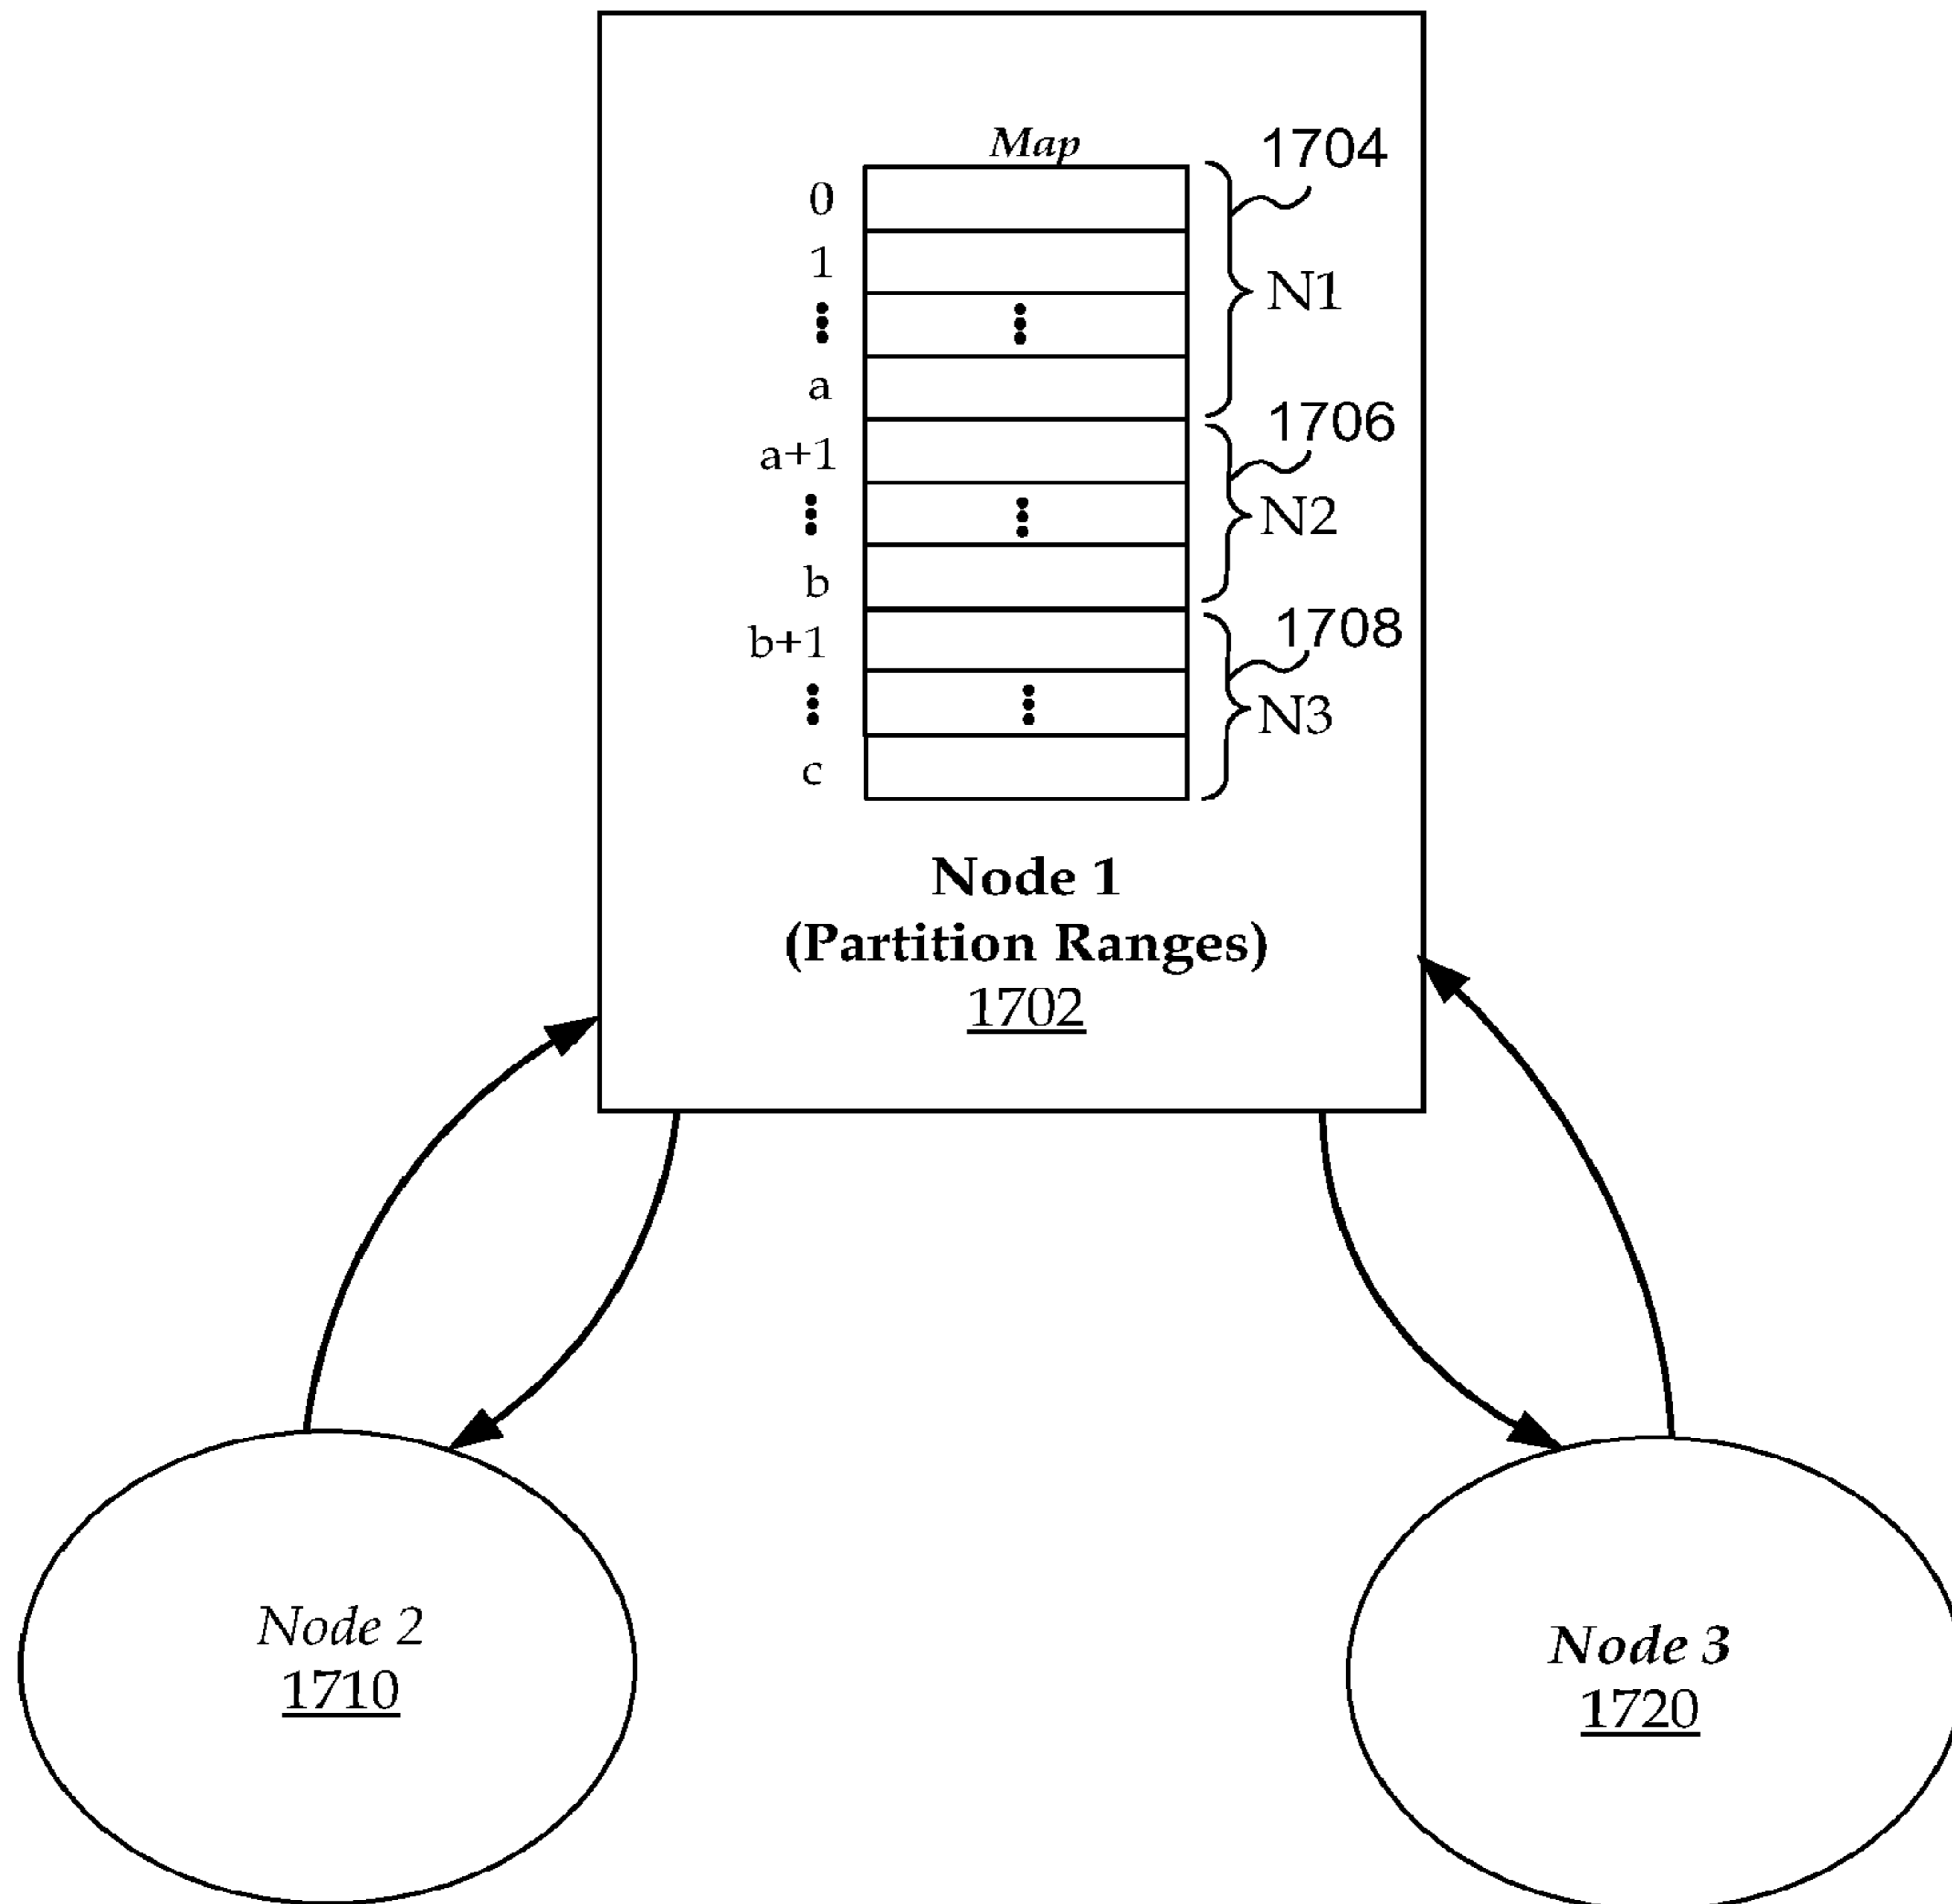 Map
1704
0
1
N1
a
1706
a+1
N2
b
1708
b+1
N3
c
Node 1
(Partition Ranges)
1702
Node 2
1710
Node 3
1720